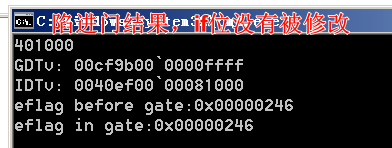 陷进门结果，if位没有被修改
401000
GDTv: 00cf9b00`0000ffff
IDTv: 0040ef00`00081000
eflag before gate:0x00000246
eflag in gate:0x00000246